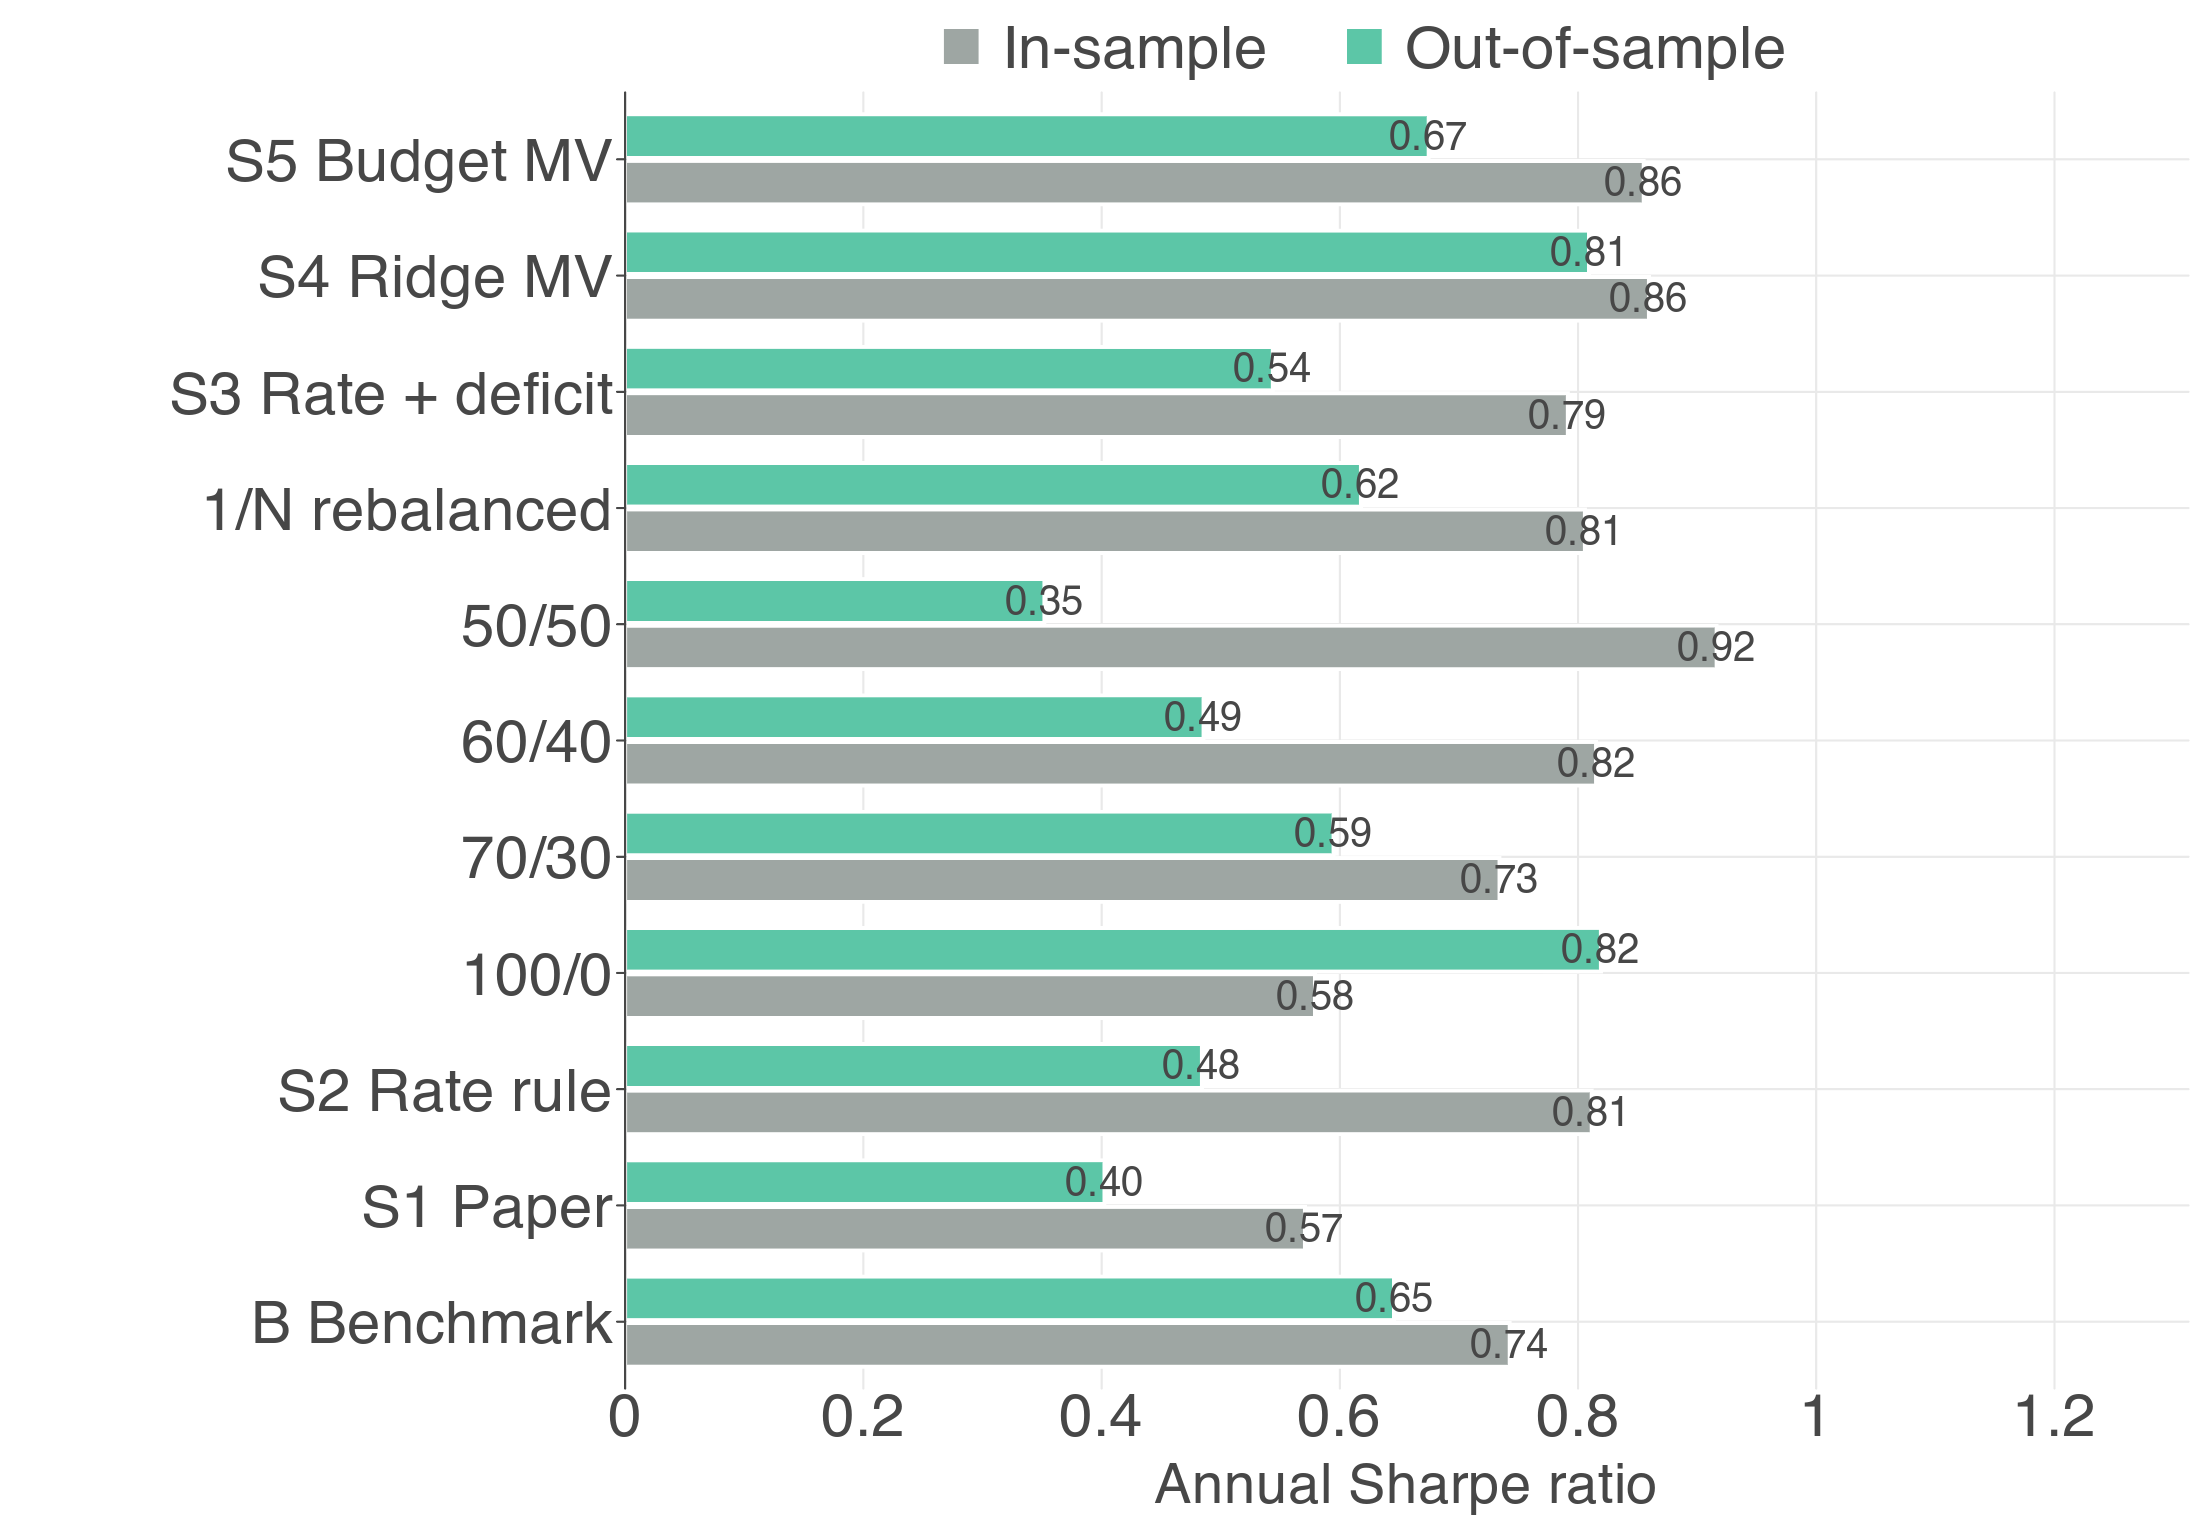 In-sample Out-of-sample
S5 Budget MV
0.67
0.86
S4 Ridge MV
0.81
0.86
S3 Rate + deficit
0.54
0.79
1/N rebalanced
0.62
0.81
50/50
0.35
0.92
60/40
0.49
0.82
70/30
0.59
0.73
100/0
0.82
0.58
S2 Rate rule
0.48
0.81
S1 Paper
0.40
0.57
B Benchmark
0.65
0.74
0 0.2 0.4 0.6 0.8 1 1.2
Annual Sharpe ratio